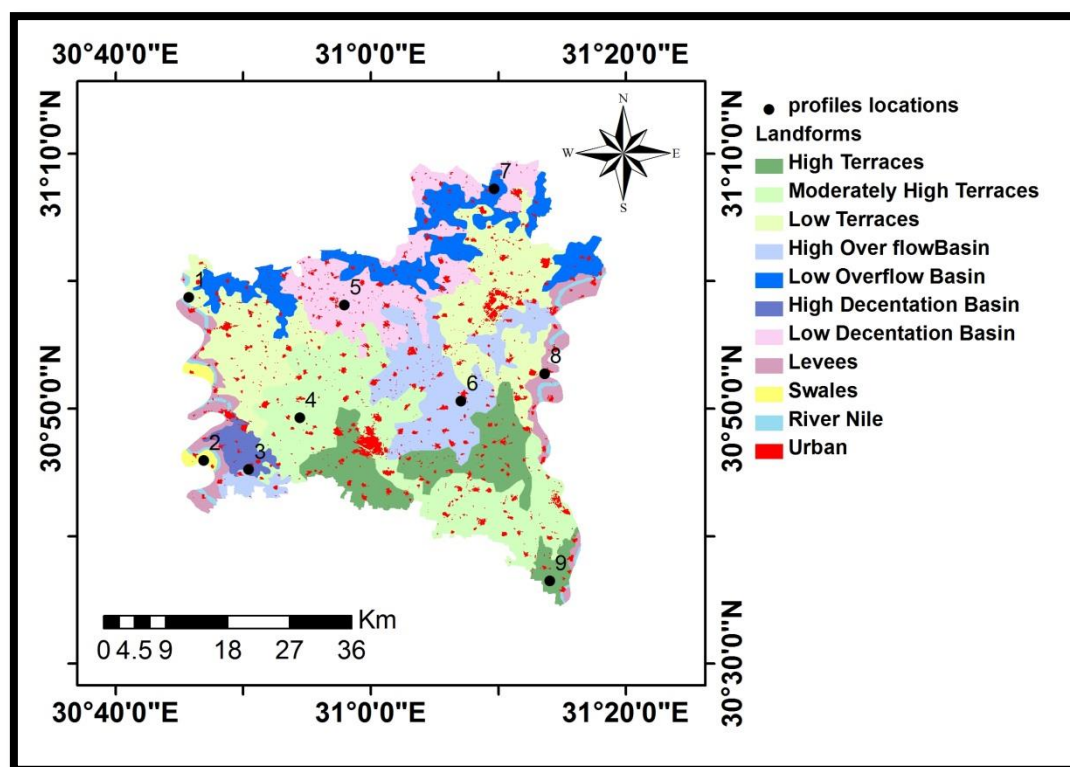 30°40'0"E 31°0'0"E 31°20'0"E
31°10'0"N
30°50'0"N
30°30'0"N
N
W E
S
profiles locations
Landforms
High Terraces
Moderately High Terraces
Low Terraces
High Over flowBasin
Low Overflow Basin
High Decentation Basin
Low Decentation Basin
Levees
Swales
River Nile
Urban
31°10'0"N
30°50'0"N
30°30'0"N
7
1
5
8
6
4
2
3
9
Km
0 4.5 9 18 27 36
30°40'0"E 31°0'0"E 31°20'0"E